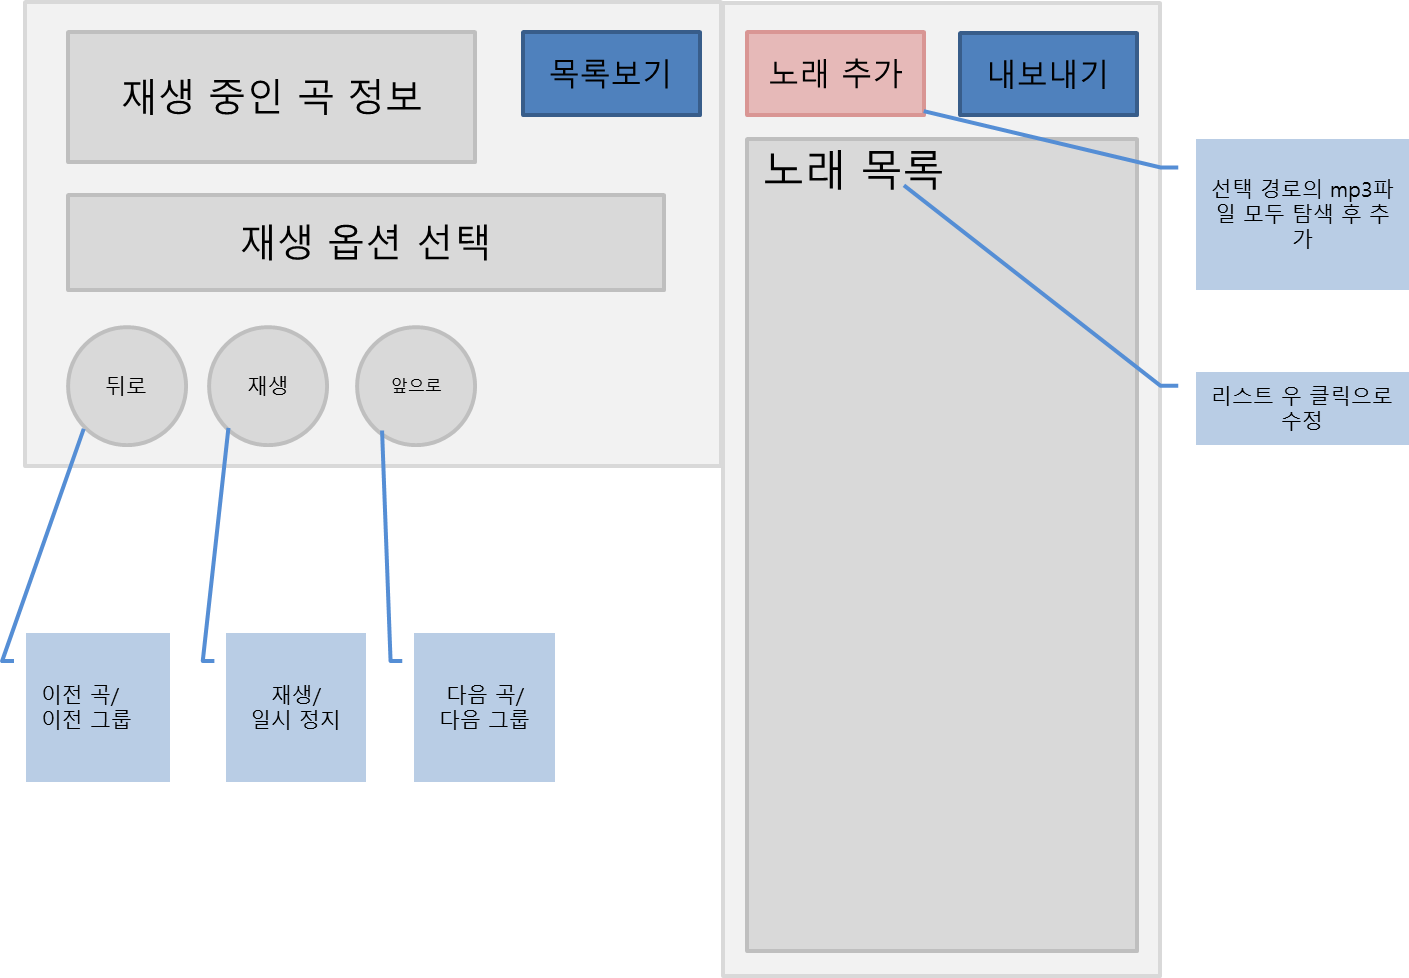 재생 중인 곡 정보
목록보기
재생 옵션 선택
뒤로
재생
앞으로
이전 곡/
이전 그룹
재생/
일시 정지
다음 곡/
다음 그룹
노래 추가
내보내기
노래 목록
선택 경로의 mp3파
일 모두 탐색 후 추
가
리스트 우 클릭으로
수정